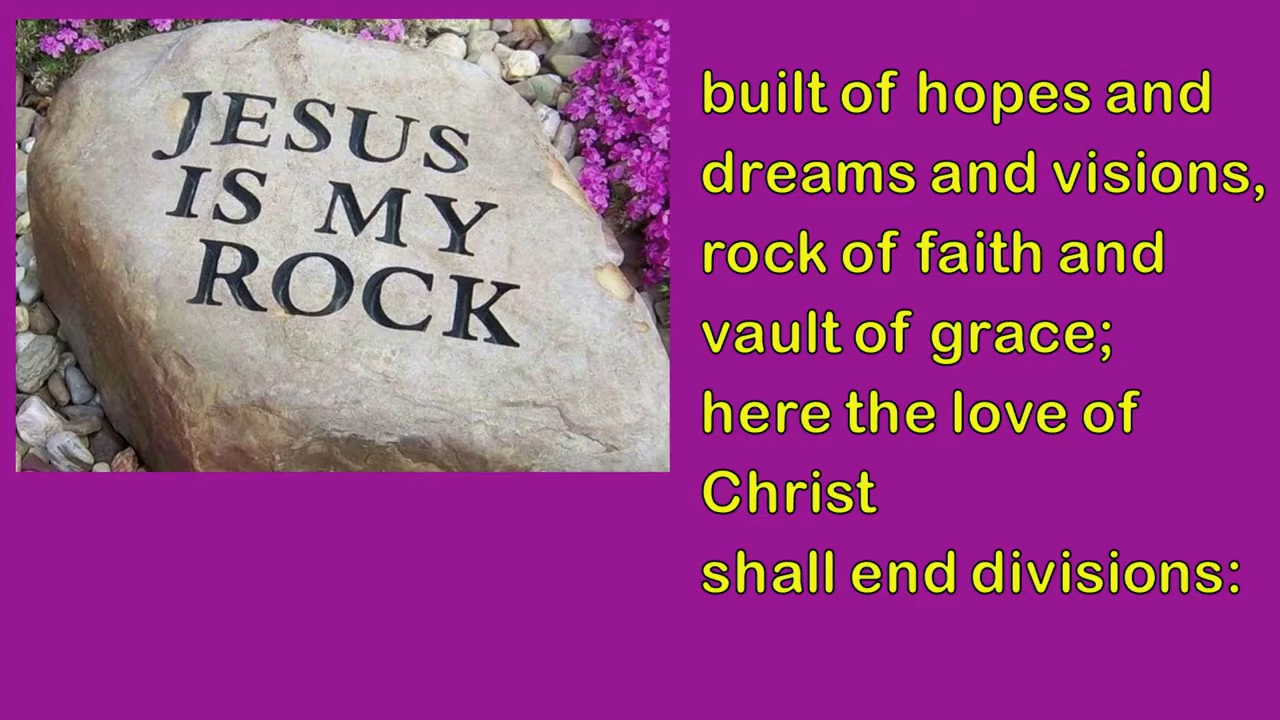 JESUS
IS MY
ROCK
built of hopes and
dreams and visions,
rock of faith and
vault of grace;
here the love of
Christ
shall end divisions: